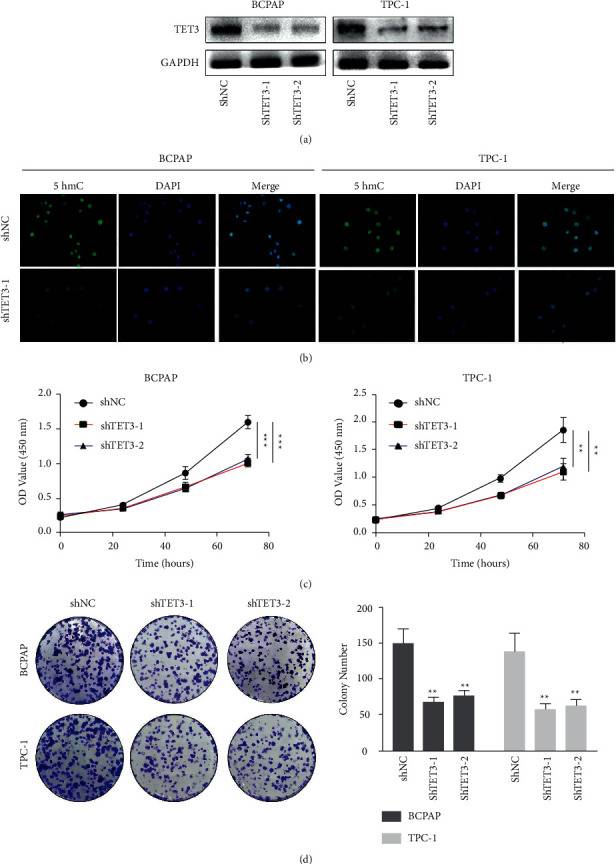 BCPAP TPC-1
TET3
GAPDH
ShNC ShTET3-1 ShTET3-2 ShNC ShTET3-1 ShTET3-2
(a)
BCPAP TPC-1
5 hmC DAPI Merge 5 hmC DAPI Merge
shNC
shTET3-1
(b)
BCPAP
OD Value (450 nm)
2.0
1.5
1.0
0.5
0.0
shNC
shTET3-1
shTET3-2
***
***
0 20 40 60 80
Time (hours)
TPC-1
OD Value (450 nm)
2.5
2.0
1.5
1.0
0.5
0.0
shNC
shTET3-1
shTET3-2
**
**
0 20 40 60 80
Time (hours)
(c)
shNC shTET3-1 shTET3-2
BCPAP
TPC-1
Colony Number
200
150
100
50
0
** ** ** **
shNC ShTET3-1 ShTET3-2 ShNC ShTET3-1 ShTET3-2
BCPAP
TPC-1
(d)